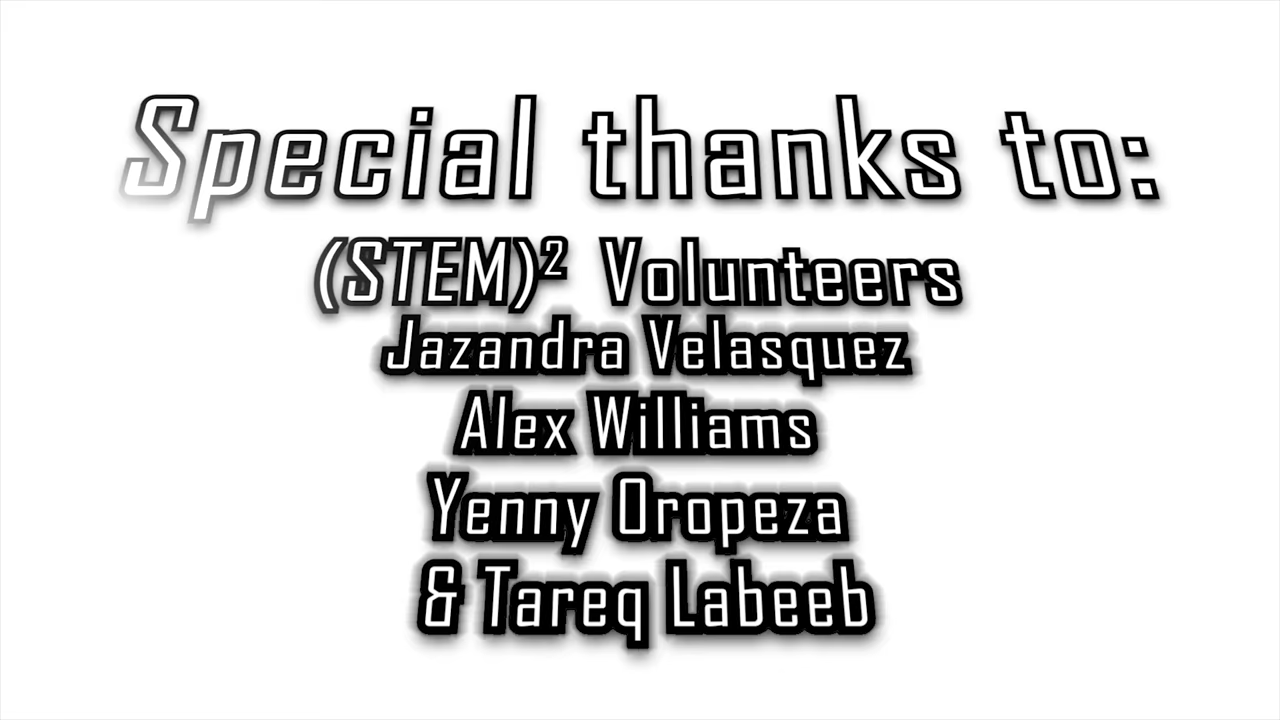 Special thanks to:
(STEM)² Volunteers
Jazandra Velasquez
Alex Williams
Yenny Oropeza
& Tareq Labeeb